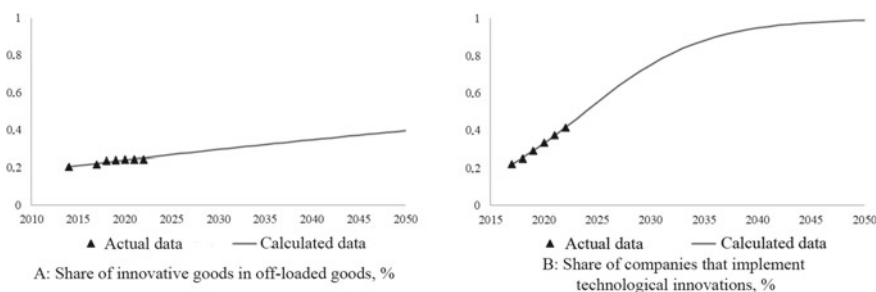 1
0.8
0.6
0.4
0.2
0
2010 2015 2020 2025 2030 2035 2040 2045 2050
▲ Actual data — Calculated data
A: Share of innovative goods in off-loaded goods, %
1
0.8
0.6
0.4
0.2
0
2015 2020 2025 2030 2035 2040 2045 2050
▲ Actual data — Calculated data
B: Share of companies that implement
technological innovations, %